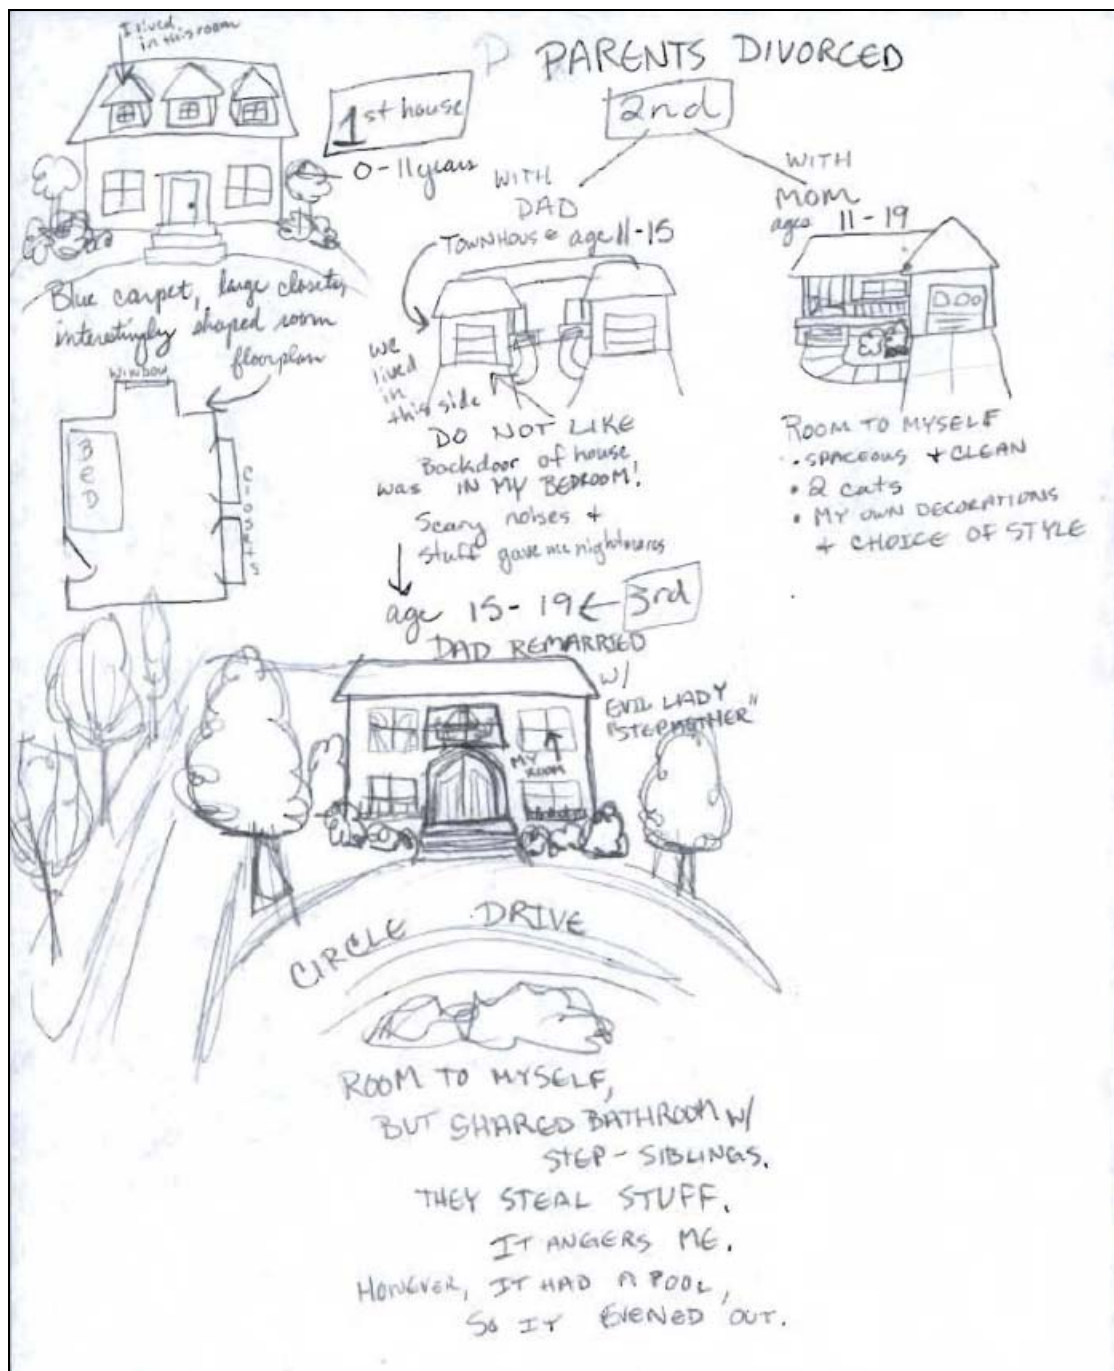 I lived
in this room
P PARENTS DIVORCED
1st house
0-11 years
2nd
WITH
DAD
TOWNHOUSE age 11-15
WITH
MOM
ages 11-19
Blue carpet, large closets,
interestingly shaped room
floorplan
WINDOW
BED
Closets
we
lived
in
this side
DO NOT LIKE
Backdoor of house
was IN MY BEDROOM!
Scary noises +
stuff gave me nightmares
ROOM TO MYSELF
• SPACEOUS + CLEAN
• 2 cats
• MY OWN DECORATIONS
+ CHOICE OF STYLE
age 15-19 ← 3rd
DAD REMARRIED
W/
EVIL LADY
"STEPMOTHER"
MY
ROOM
CIRCLE DRIVE
ROOM TO MYSELF,
BUT SHARED BATHROOM W/
STEP-SIBLINGS.
THEY STEAL STUFF.
IT ANGERS ME.
HOWEVER, IT HAD A POOL,
SO IT EVENED OUT.